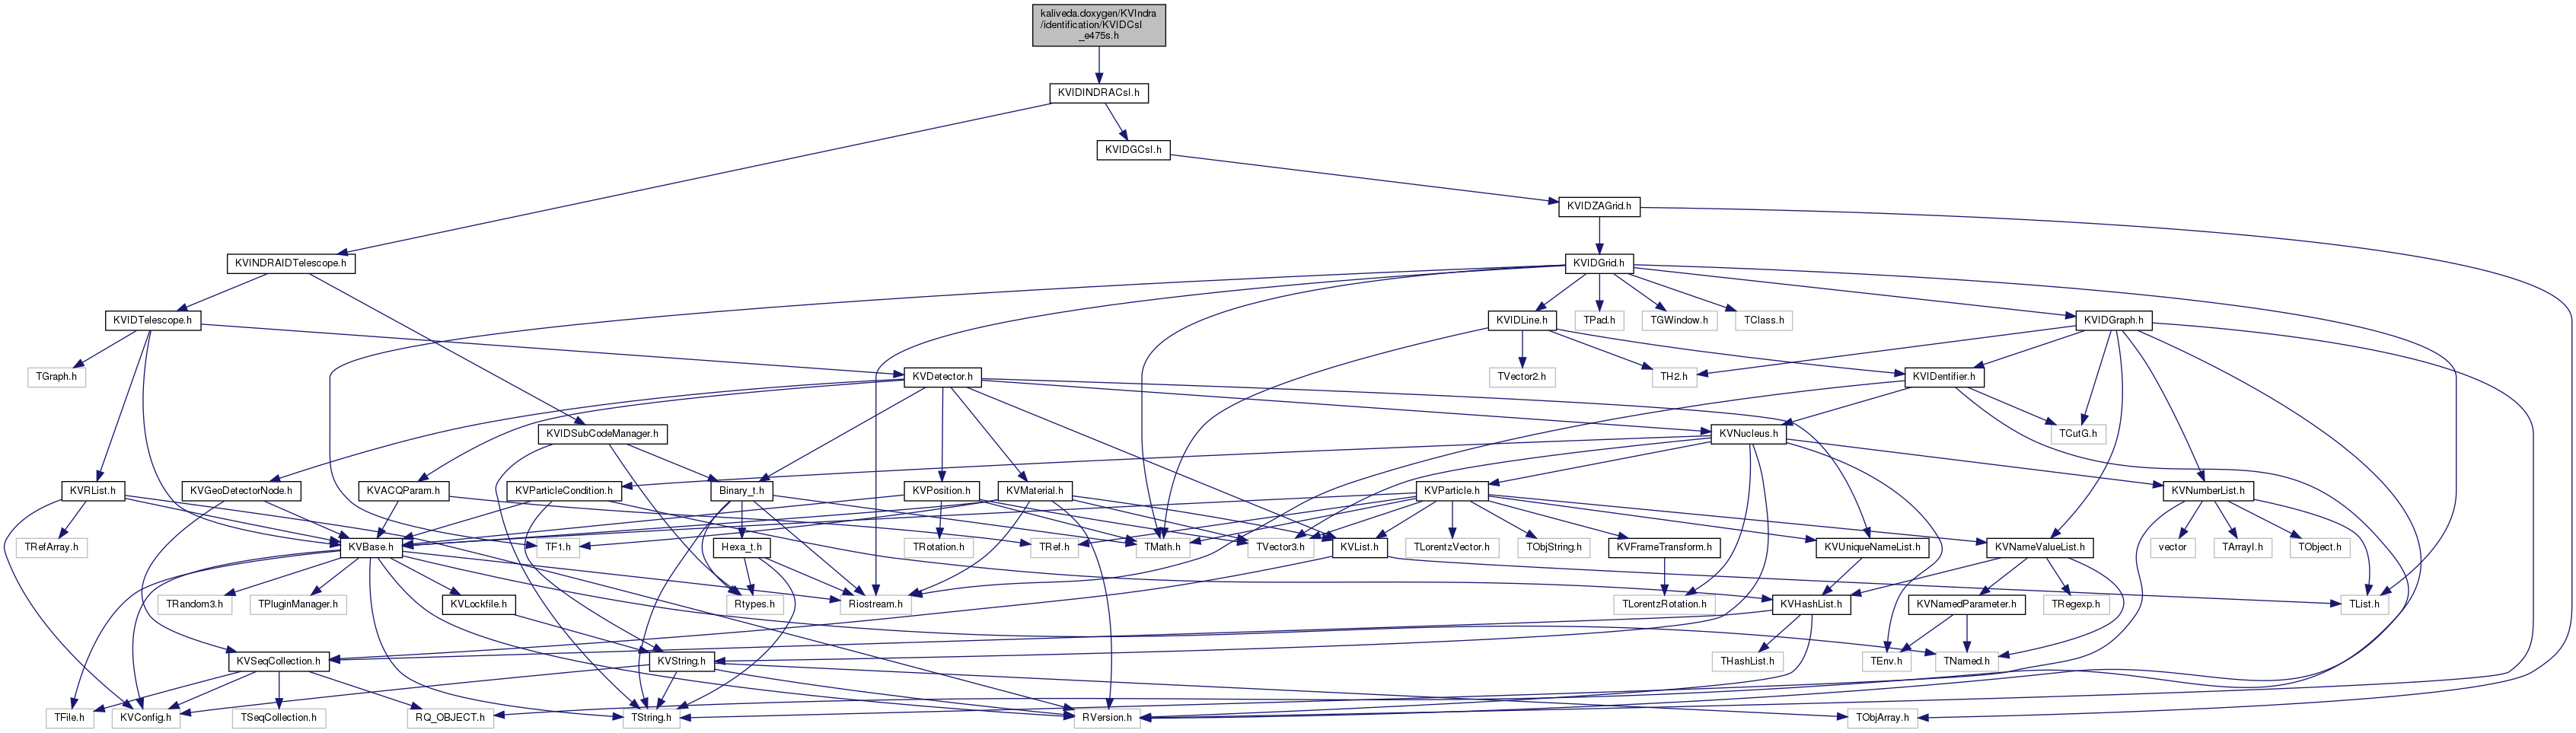 kaliveda.doxygen/KVIndra
/identification/KVIDCsI
_e475s.h
KVIDINDRACsI.h
KVIDGCsI.h
KVIDZAGrid.h
KVINDRAIDTelescope.h
KVIDGrid.h
KVIDTelescope.h
KVIDLine.h
TPad.h
TGWindow.h
TClass.h
KVIDGraph.h
TGraph.h
KVDetector.h
TVector2.h
TH2.h
KVIDentifier.h
KVIDSubCodeManager.h
KVNucleus.h
TCutG.h
KVRList.h
KVGeoDetectorNode.h
KVACQParam.h
KVParticleCondition.h
Binary_t.h
KVPosition.h
KVMaterial.h
KVParticle.h
KVNumberList.h
TRefArray.h
KVBase.h
TF1.h
Hexa_t.h
TRotation.h
TRef.h
TMath.h
TVector3.h
KVList.h
TLorentzVector.h
TObjString.h
KVFrameTransform.h
KVUniqueNameList.h
KVNameValueList.h
vector
TArrayI.h
TObject.h
TRandom3.h
TPluginManager.h
KVLockfile.h
Rtypes.h
Riostream.h
TLorentzRotation.h
KVHashList.h
KVNamedParameter.h
TRegexp.h
TList.h
KVSeqCollection.h
KVString.h
THashList.h
TEnv.h
TNamed.h
TFile.h
KVConfig.h
TSeqCollection.h
RQ_OBJECT.h
TString.h
RVersion.h
TObjArray.h